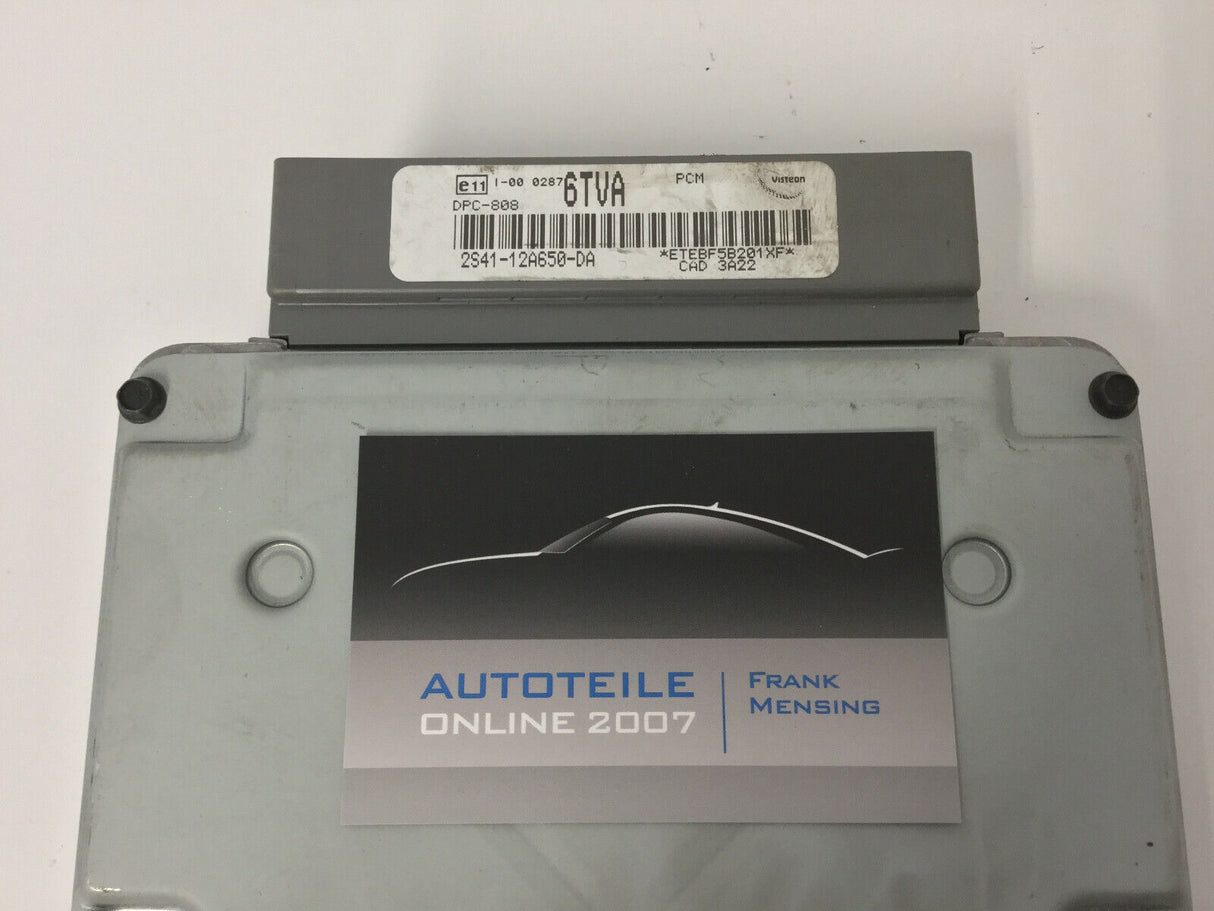 e11 I-00 0287 6TVA PCM Visteon
DPC-808
2S41-12A650-DA *ETEBF5B201XF*
CAD 3A22
AUTOTEILE
ONLINE 2007
FRANK
MENSING